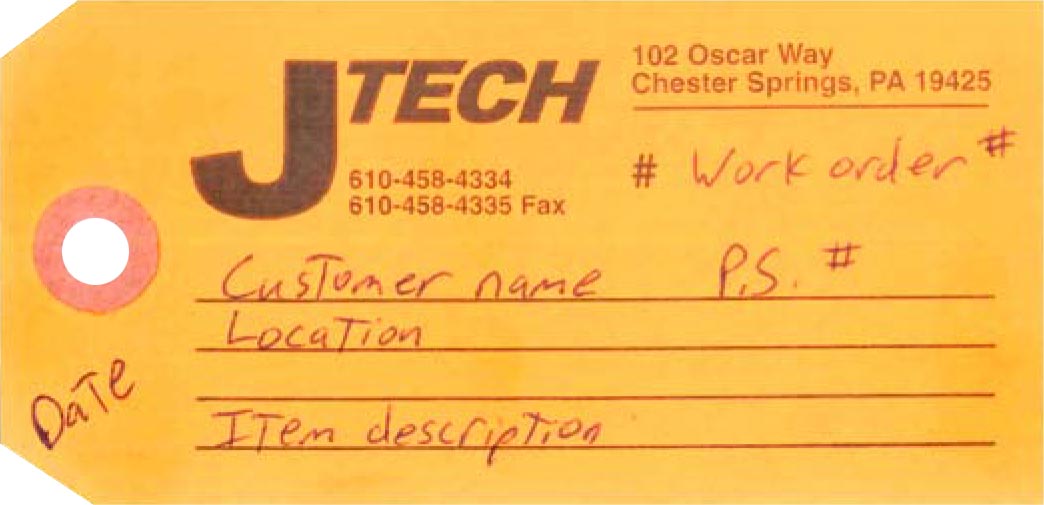 JTECH
102 Oscar Way
Chester Springs, PA 19425
610-458-4334
610-458-4335 Fax
# Work order #
Customer name P.S. #
Location
Item description
Date